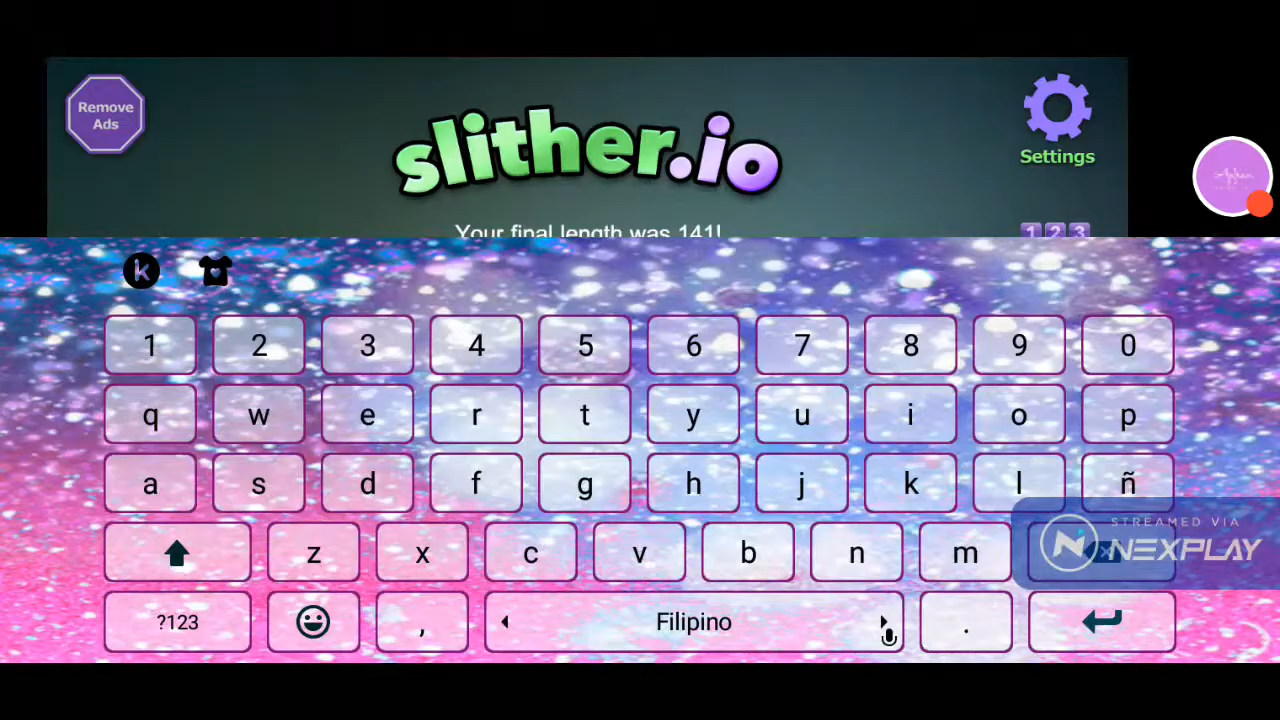 Remove
Ads
slither.io
Settings
Your final length was 141!
1 2 3
k
1 2 3 4 5 6 7 8 9 0
q w e r t y u i o p
a s d f g h j k l ñ
STREAMED VIA
NEXPLAY
z x c v b n m
?123 , Filipino .